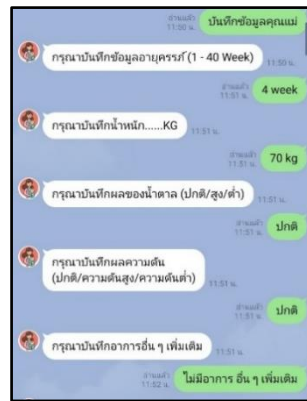 อ่านแล้ว
11:50 น.
บันทึกข้อมูลคุณแม่
กรุณาบันทึกข้อมูลอายุครรภ์ (1 - 40 Week)
11:50 น.
อ่านแล้ว
11:51 น.
4 week
กรุณาบันทึกน้ำหนัก......KG
11:51 น.
อ่านแล้ว
11:51 น.
70 kg
กรุณาบันทึกผลของน้ำตาล (ปกติ/สูง/ต่ำ)
11:51 น.
อ่านแล้ว
11:51 น.
ปกติ
กรุณาบันทึกผลความดัน
(ปกติ/ความดันสูง/ความดันต่ำ)
11:51 น.
อ่านแล้ว
11:51 น.
ปกติ
กรุณาบันทึกอาการอื่น ๆ เพิ่มเติม
11:51 น.
อ่านแล้ว
11:52 น.
ไม่มีอาการ อื่น ๆ เพิ่มเติม